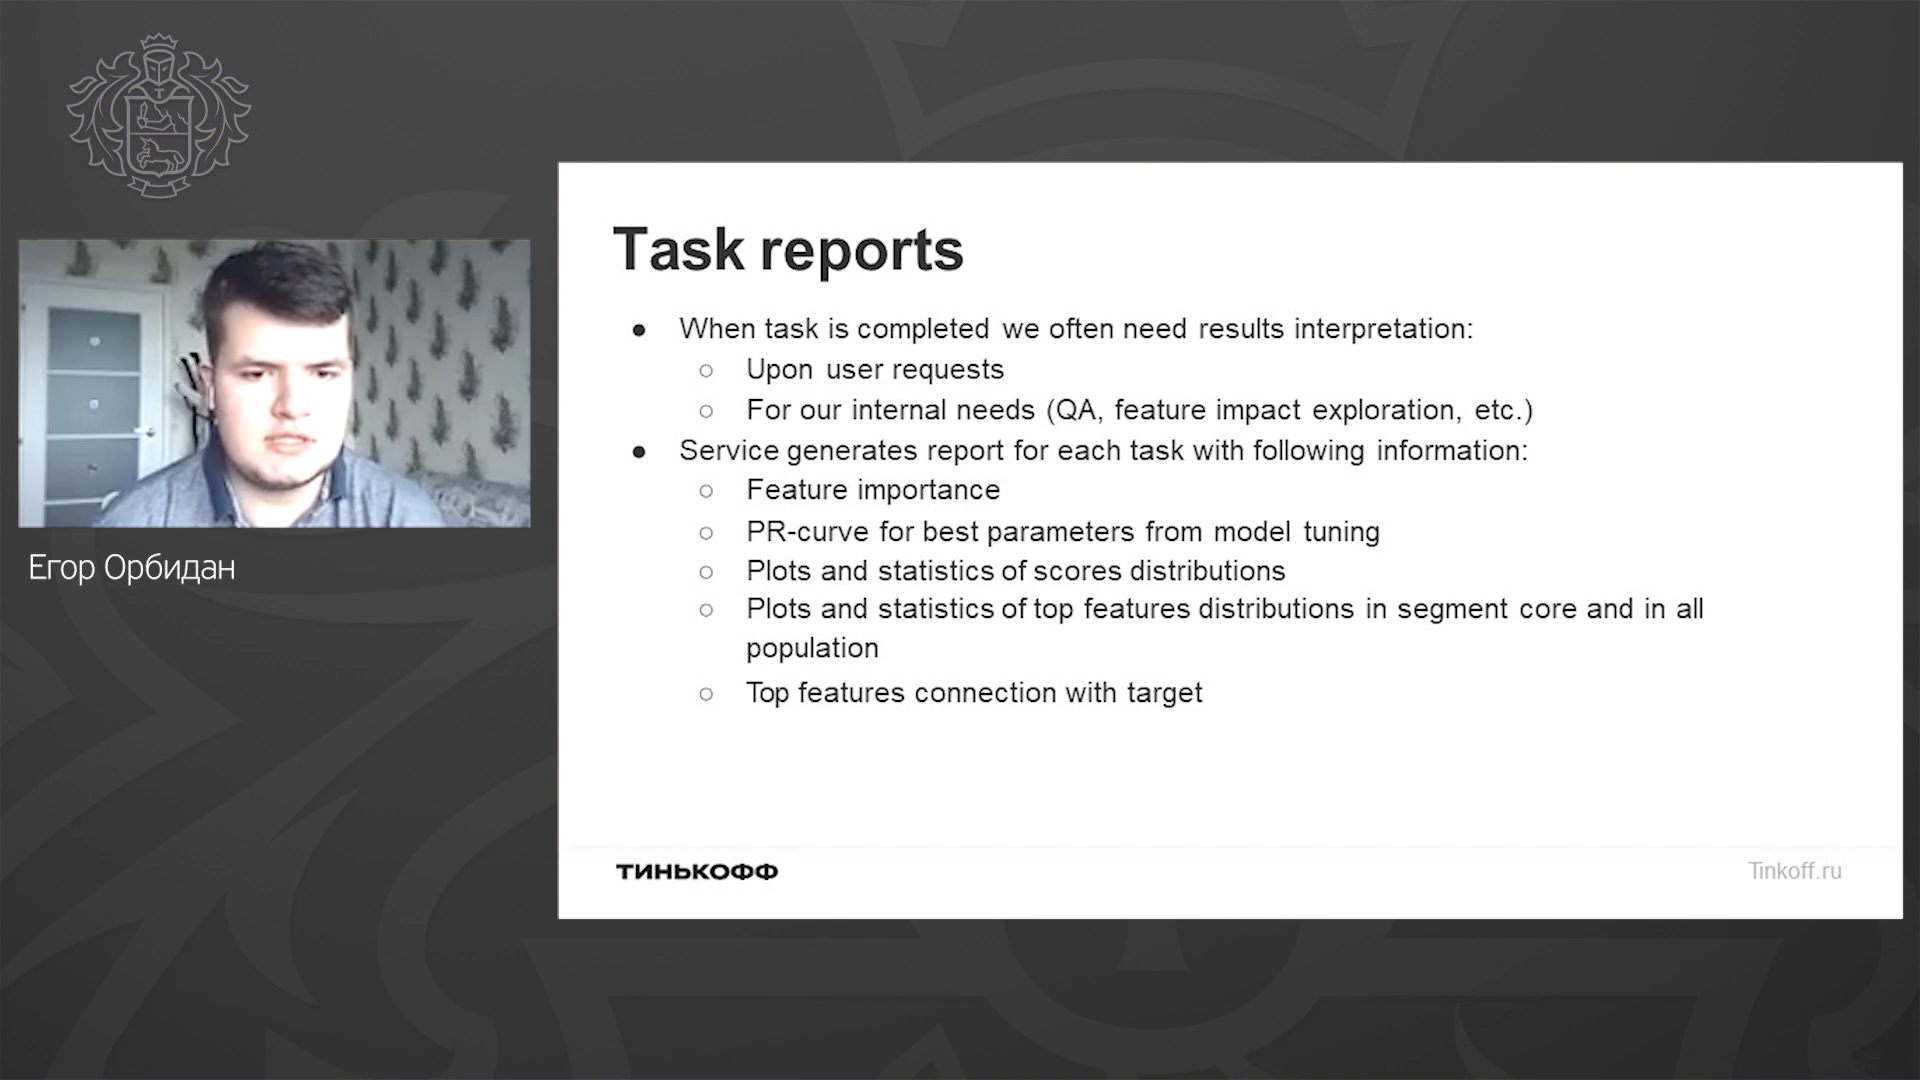 Task reports
● When task is completed we often need results interpretation:
○ Upon user requests
○ For our internal needs (QA, feature impact exploration, etc.)
● Service generates report for each task with following information:
○ Feature importance
○ PR-curve for best parameters from model tuning
○ Plots and statistics of scores distributions
○ Plots and statistics of top features distributions in segment core and in all
population
○ Top features connection with target
ТИНЬКОФФ
Tinkoff.ru
Егор Орбидан